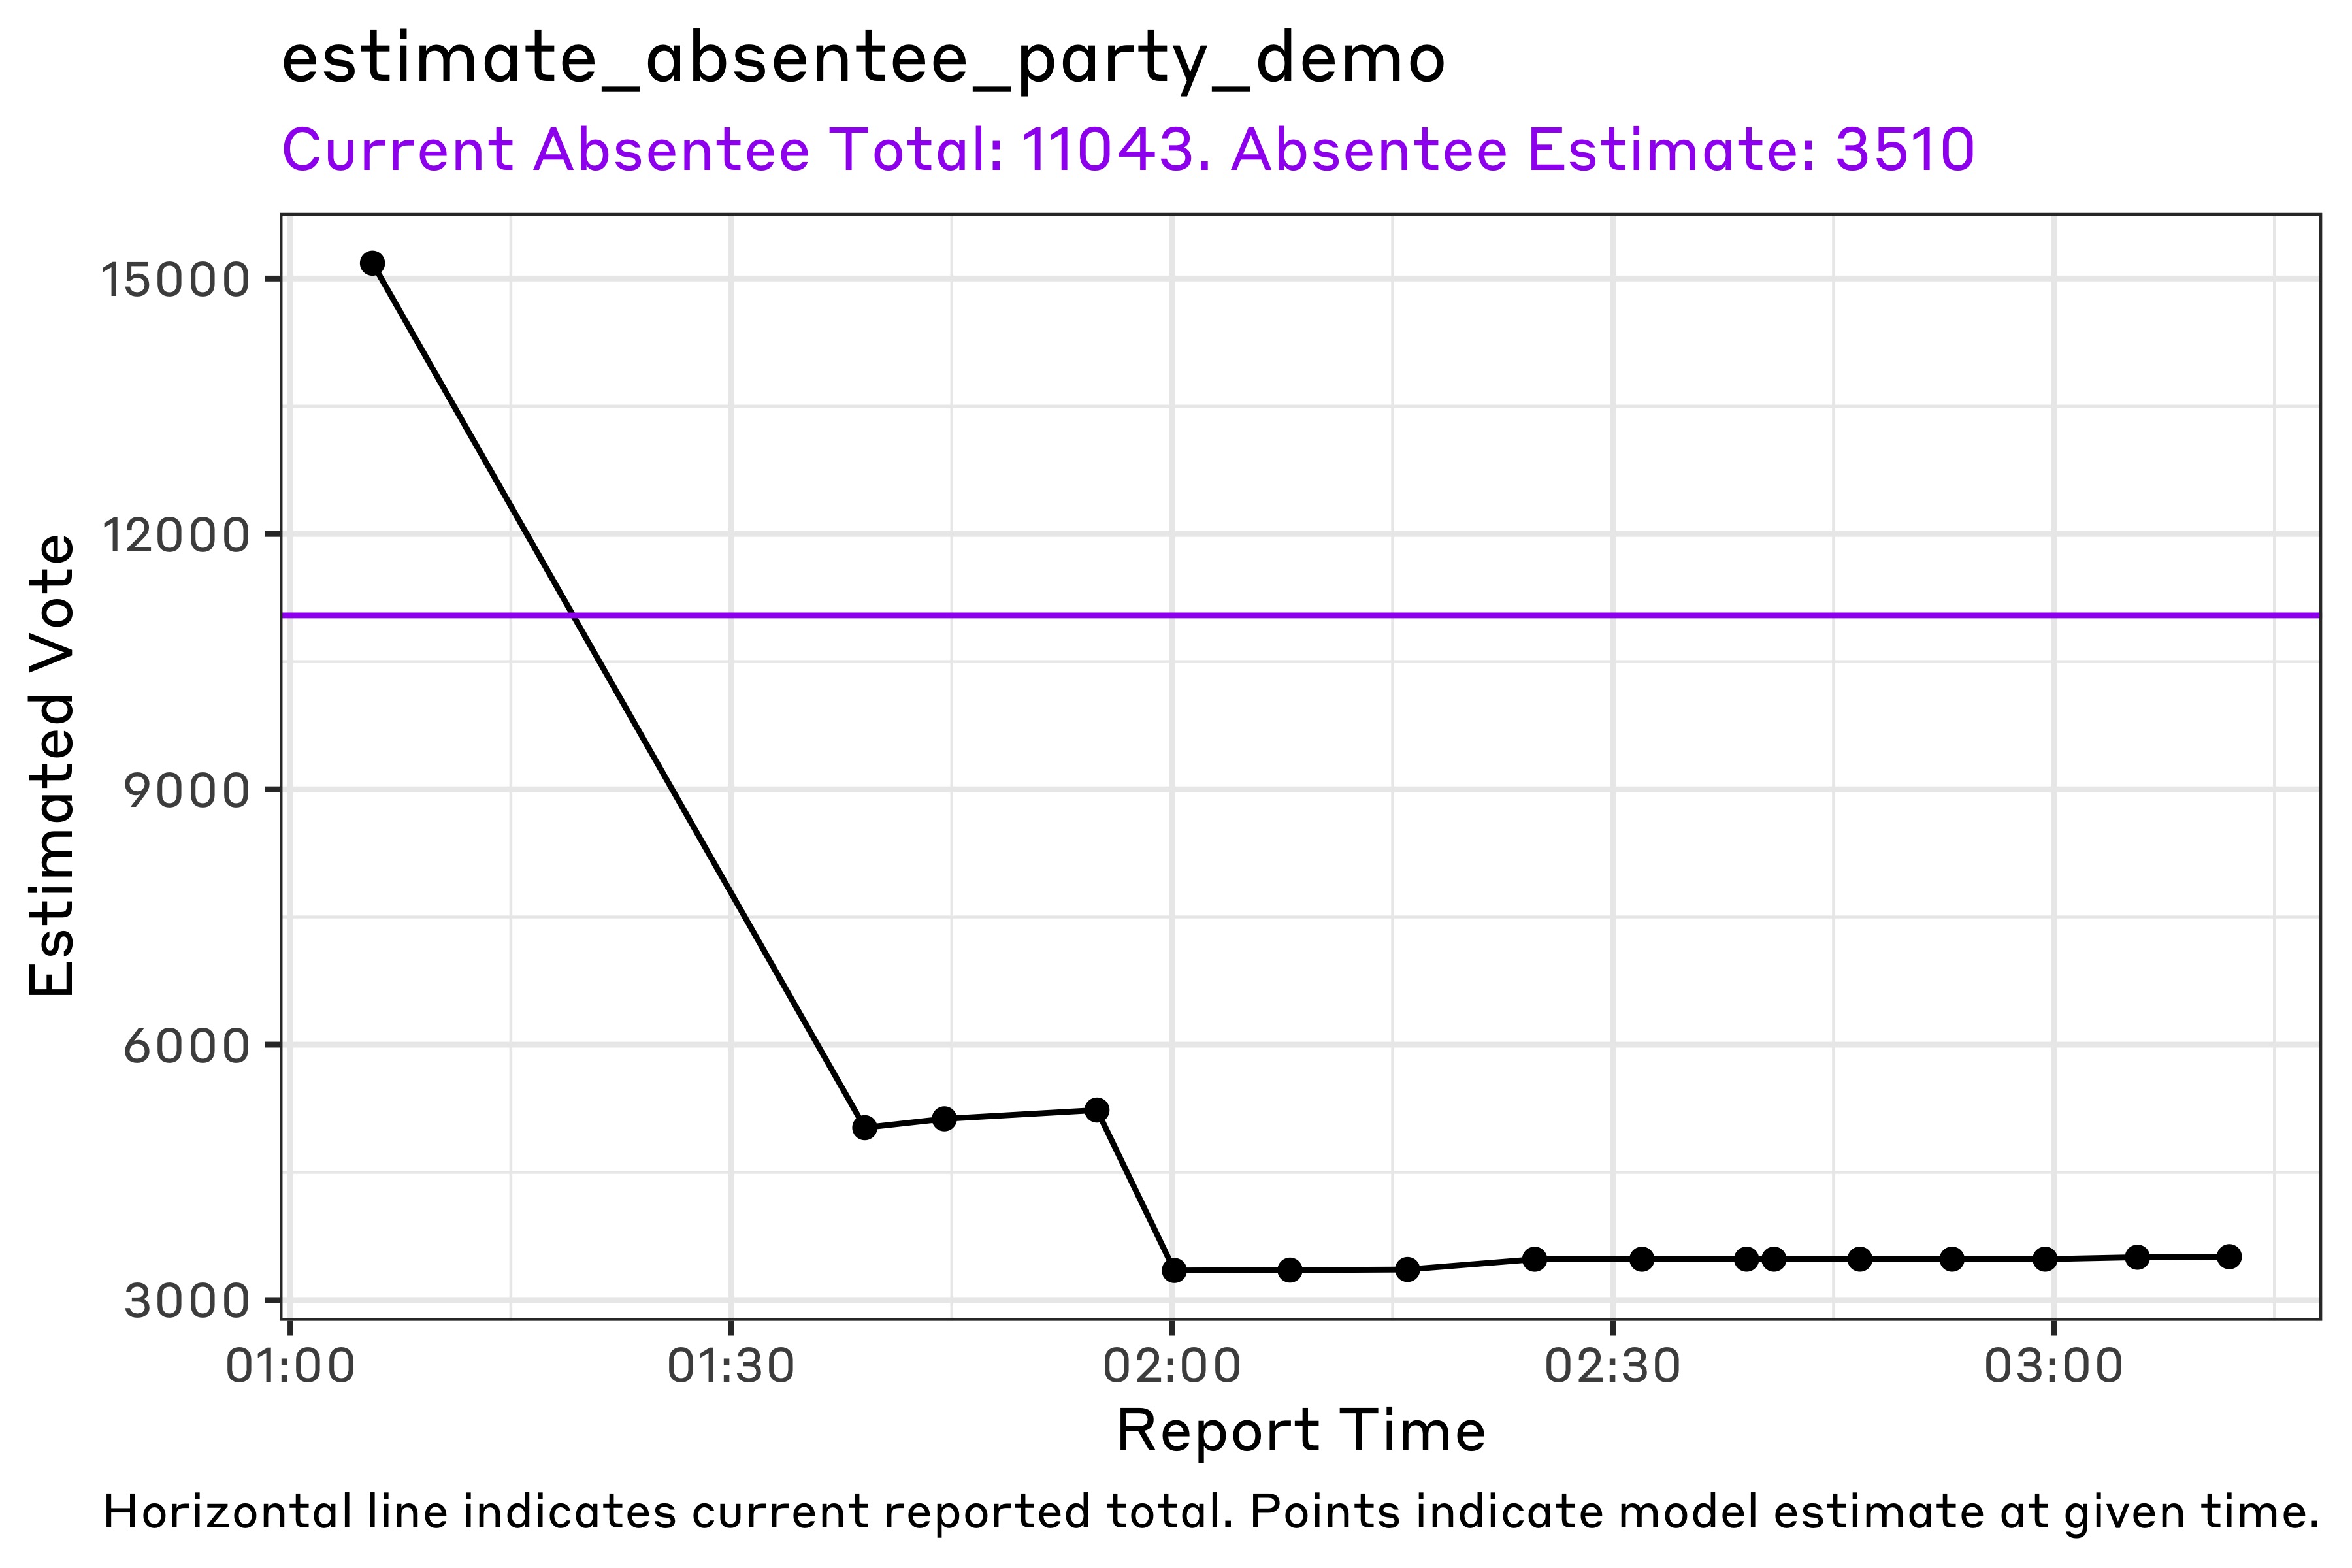 estimate_absentee_party_demo
Current Absentee Total: 11043. Absentee Estimate: 3510
Estimated Vote
15000
12000
9000
6000
3000
01:00 01:30 02:00 02:30 03:00
Report Time
Horizontal line indicates current reported total. Points indicate model estimate at given time.